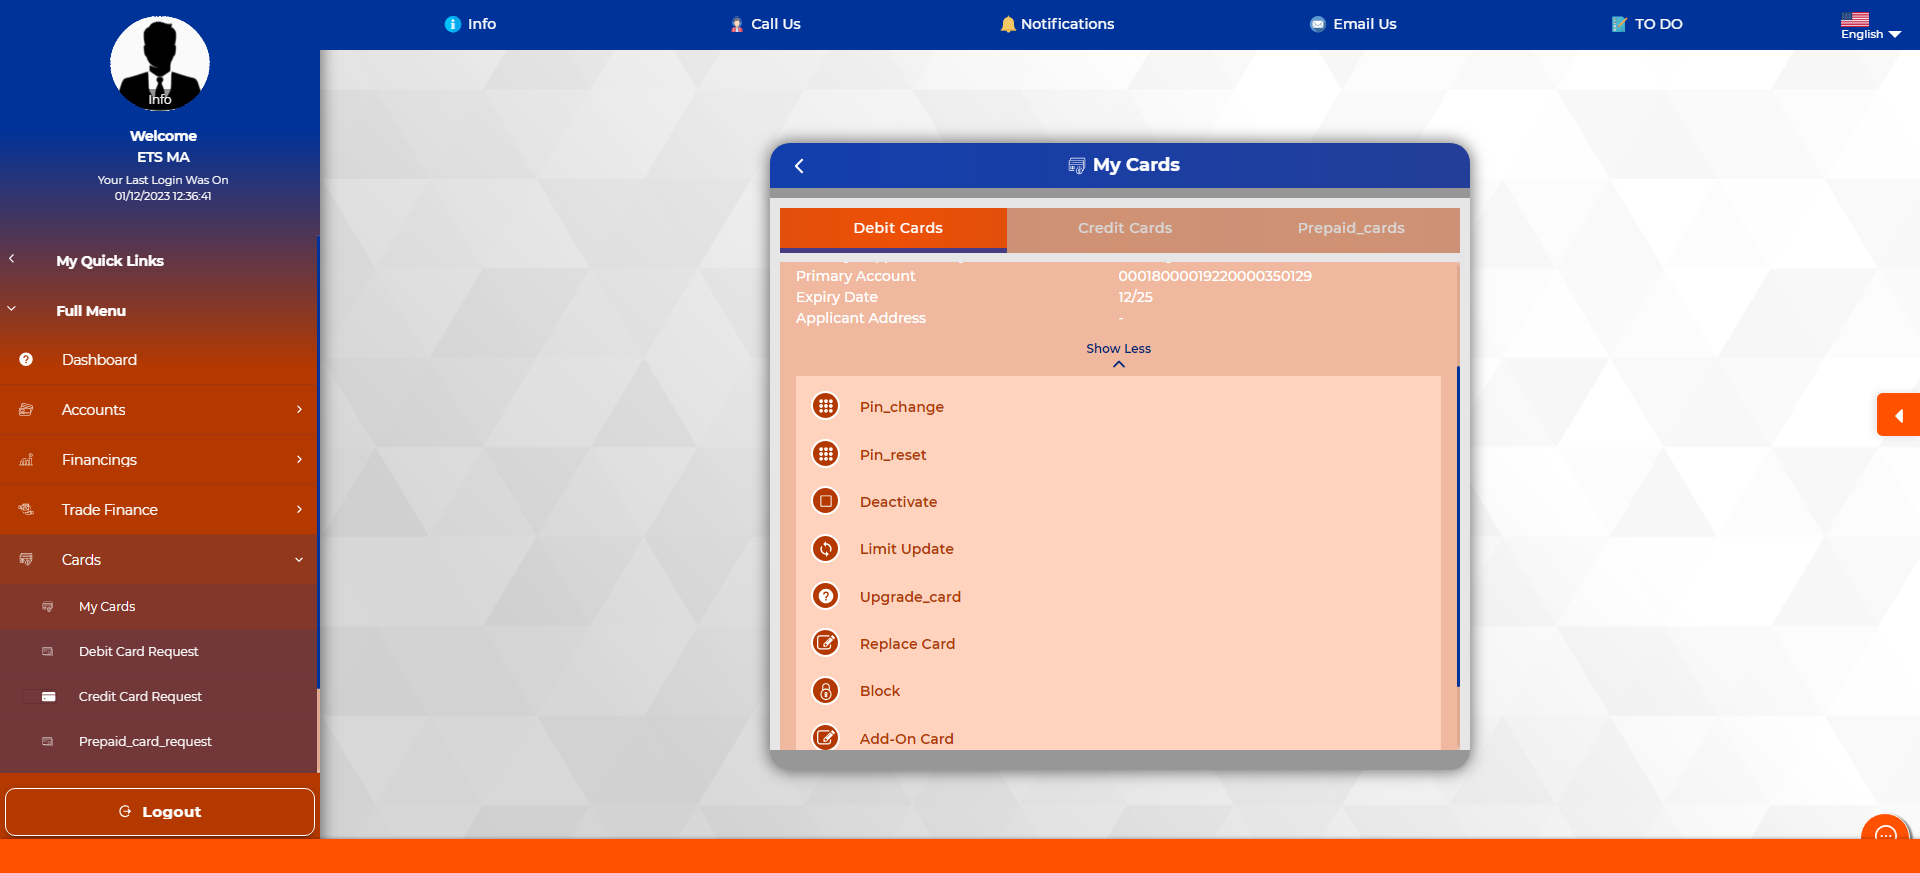 Info
Call Us
Notifications
Email Us
TO DO
English
Info
Welcome
ETS MA
Your Last Login Was On
01/12/2023 12:36:41
My Quick Links
Full Menu
Dashboard
Accounts
Financings
Trade Finance
Cards
My Cards
Debit Card Request
Credit Card Request
Prepaid_card_request
Logout
My Cards
Debit Cards
Credit Cards
Prepaid_cards
Primary Account
00018000019220000350129
Expiry Date
12/25
Applicant Address
-
Show Less
Pin_change
Pin_reset
Deactivate
Limit Update
Upgrade_card
Replace Card
Block
Add-On Card